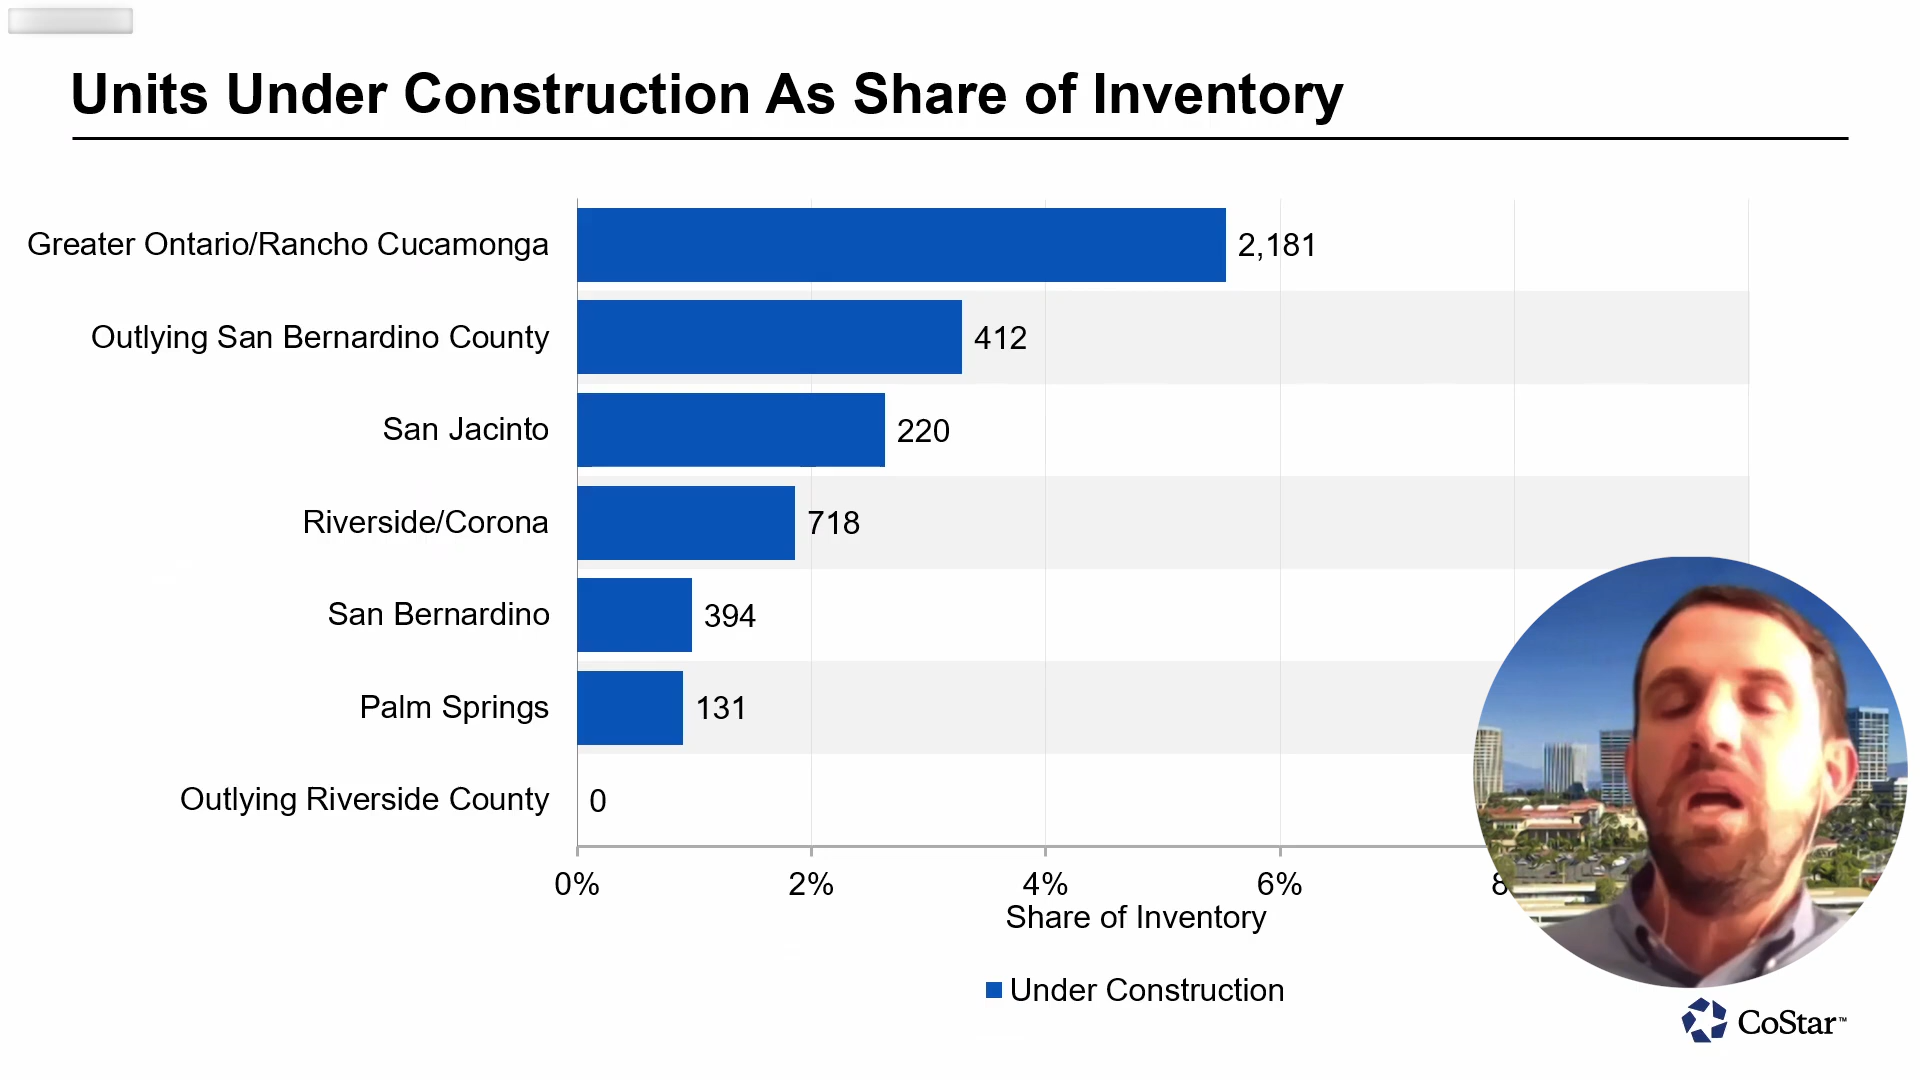 Units Under Construction As Share of Inventory
Greater Ontario/Rancho Cucamonga
2,181
Outlying San Bernardino County
412
San Jacinto
220
Riverside/Corona
718
San Bernardino
394
Palm Springs
131
Outlying Riverside County
0
0% 2% 4% 6% 8
Share of Inventory
Under Construction
CoStar™